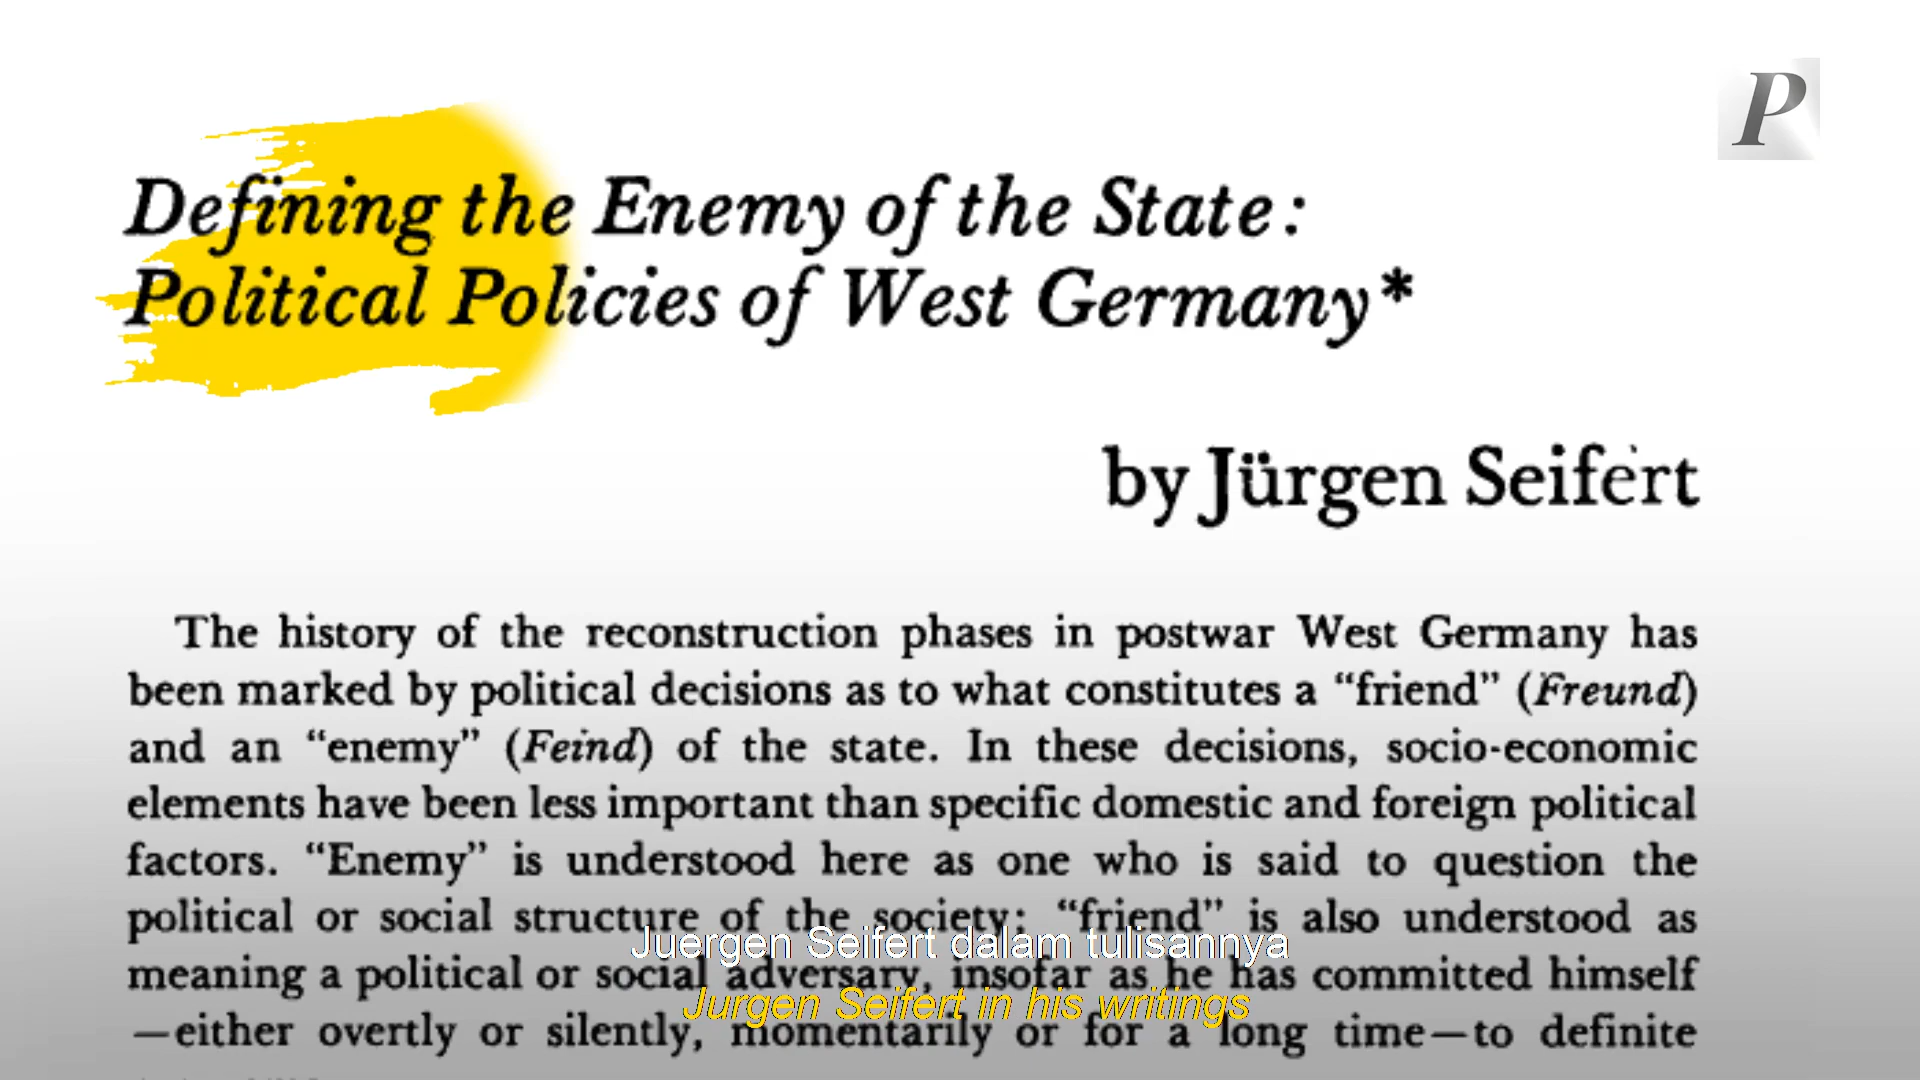 P
Defining the Enemy of the State:
Political Policies of West Germany*
by Jürgen Seifert
The history of the reconstruction phases in postwar West Germany has
been marked by political decisions as to what constitutes a “friend” (Freund)
and an “enemy” (Feind) of the state. In these decisions, socio-economic
elements have been less important than specific domestic and foreign political
factors. “Enemy” is understood here as one who is said to question the
political or social structure of the society; “friend” is also understood as
Juergen Seifert dalam tulisannya
meaning a political or social adversary, insofar as he has committed himself
Jurgen Seifert in his writings
—either overtly or silently, momentarily or for a long time—to definite